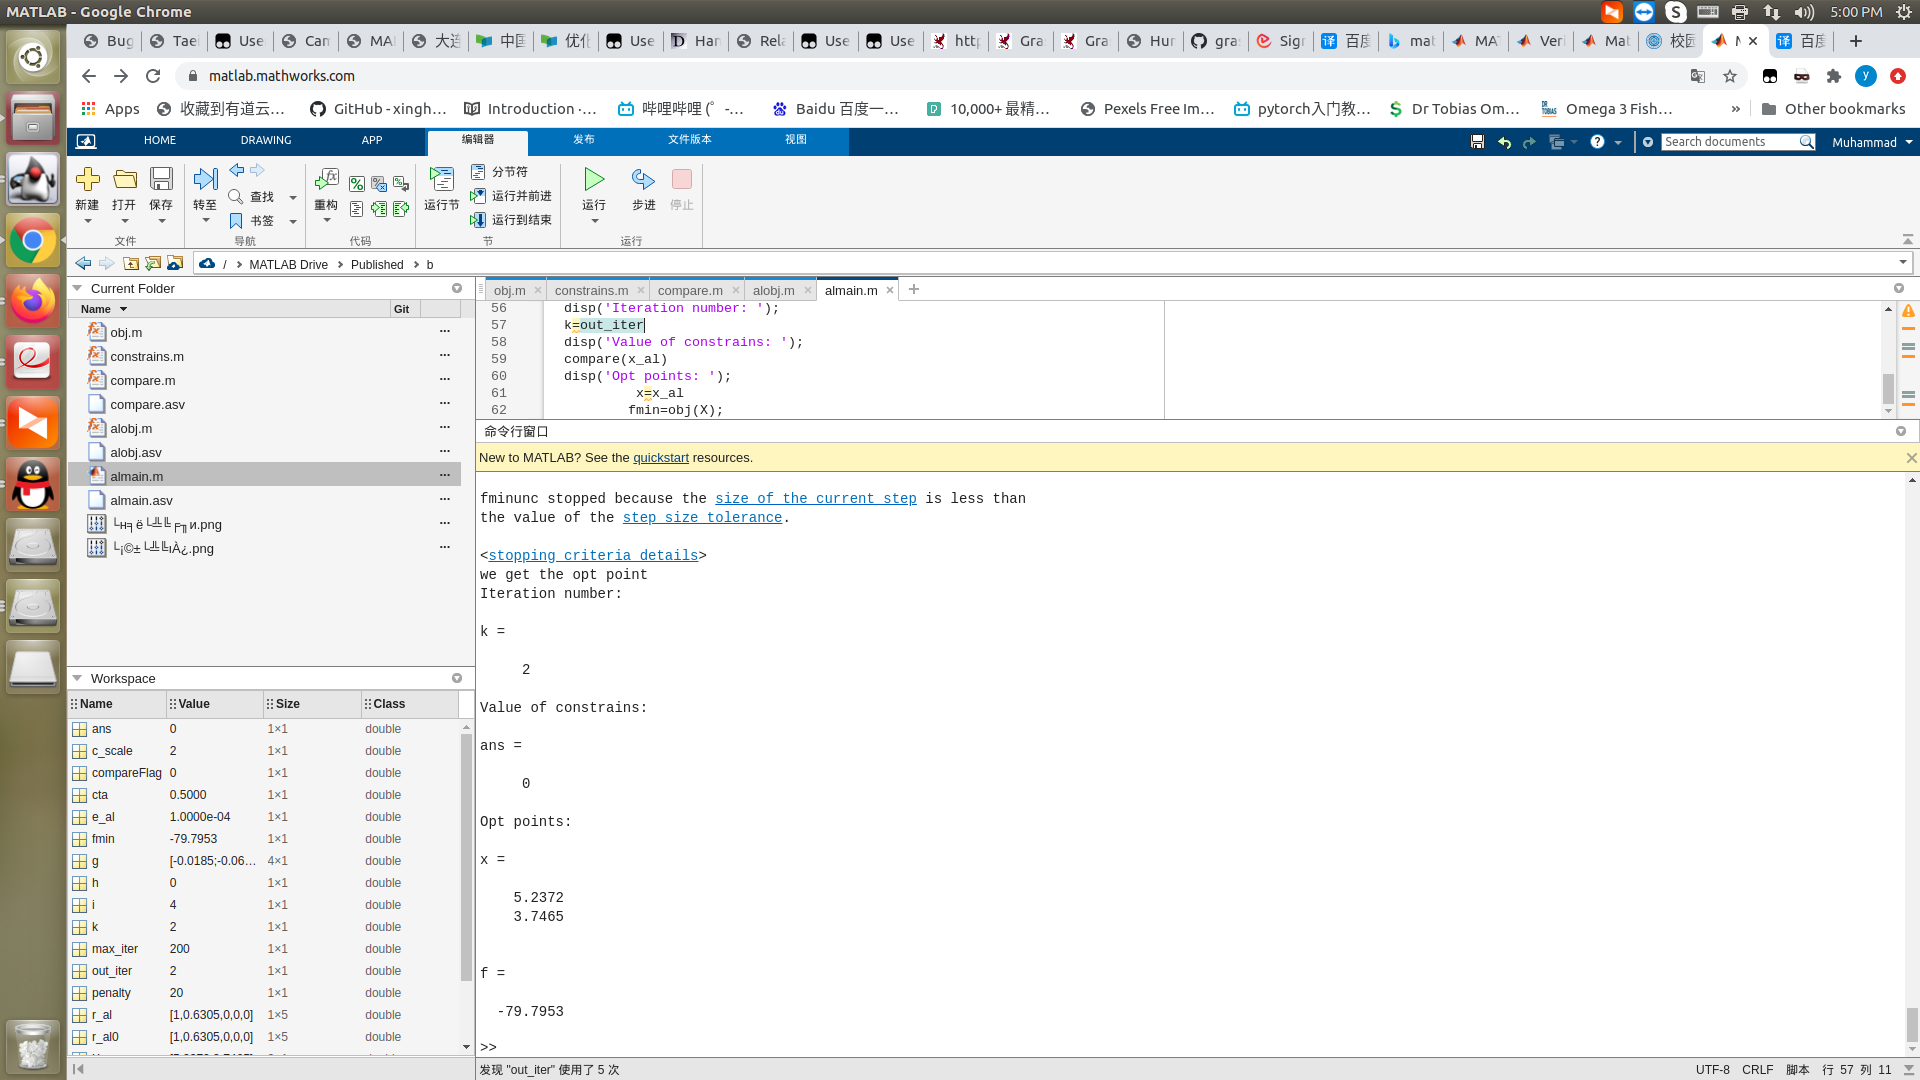 MATLAB - Google Chrome
5:00 PM
Bug
Taei
Use
Can
MA
大连
中国
优化
Use
Han
Rela
Use
Use
http
Gra
Gra
Hur
gras
Sign
百度
mat
MAT
Veri
Mat
校园
M
百度
matlab.mathworks.com
Apps
收藏到有道云…
GitHub - xingh…
Introduction ·…
哔哩哔哩 (゜-…
Baidu 百度一…
10,000+ 最精…
Pexels Free Im…
pytorch入门教…
Dr Tobias Om…
Omega 3 Fish…
»
Other bookmarks
HOME
DRAWING
APP
编辑器
发布
文件版本
视图
Search documents
Muhammad
新建
打开
保存
转至
查找
书签
重构
运行节
分节符
运行并前进
运行到结束
运行
步进
停止
文件
导航
代码
节
运行
/ › MATLAB Drive › Published › b
Current Folder
Name
Git
obj.m
constrains.m
compare.m
compare.asv
alobj.m
alobj.asv
almain.m
almain.asv
Workspace
Name Value Size Class
ans 0 1×1 double
c_scale 2 1×1 double
compareFlag 0 1×1 double
cta 0.5000 1×1 double
e_al 1.0000e-04 1×1 double
fmin -79.7953 1×1 double
g [-0.0185;-0.06… 4×1 double
h 0 1×1 double
i 4 1×1 double
k 2 1×1 double
max_iter 200 1×1 double
out_iter 2 1×1 double
penalty 20 1×1 double
r_al [1,0.6305,0,0,0] 1×5 double
r_al0 [1,0.6305,0,0,0] 1×5 double
obj.m
constrains.m
compare.m
alobj.m
almain.m
56 disp('Iteration number: ');
57 k=out_iter
58 disp('Value of constrains: ');
59 compare(x_al)
60 disp('Opt points: ');
61 x=x_al
62 fmin=obj(X);
命令行窗口
New to MATLAB? See the quickstart resources.
fminunc stopped because the size of the current step is less than
the value of the step size tolerance.
<stopping criteria details>
we get the opt point
Iteration number:
k =
2
Value of constrains:
ans =
0
Opt points:
x =
5.2372
3.7465
f =
-79.7953
>>
发现 "out_iter" 使用了 5 次
UTF-8 CRLF 脚本 行 57 列 11